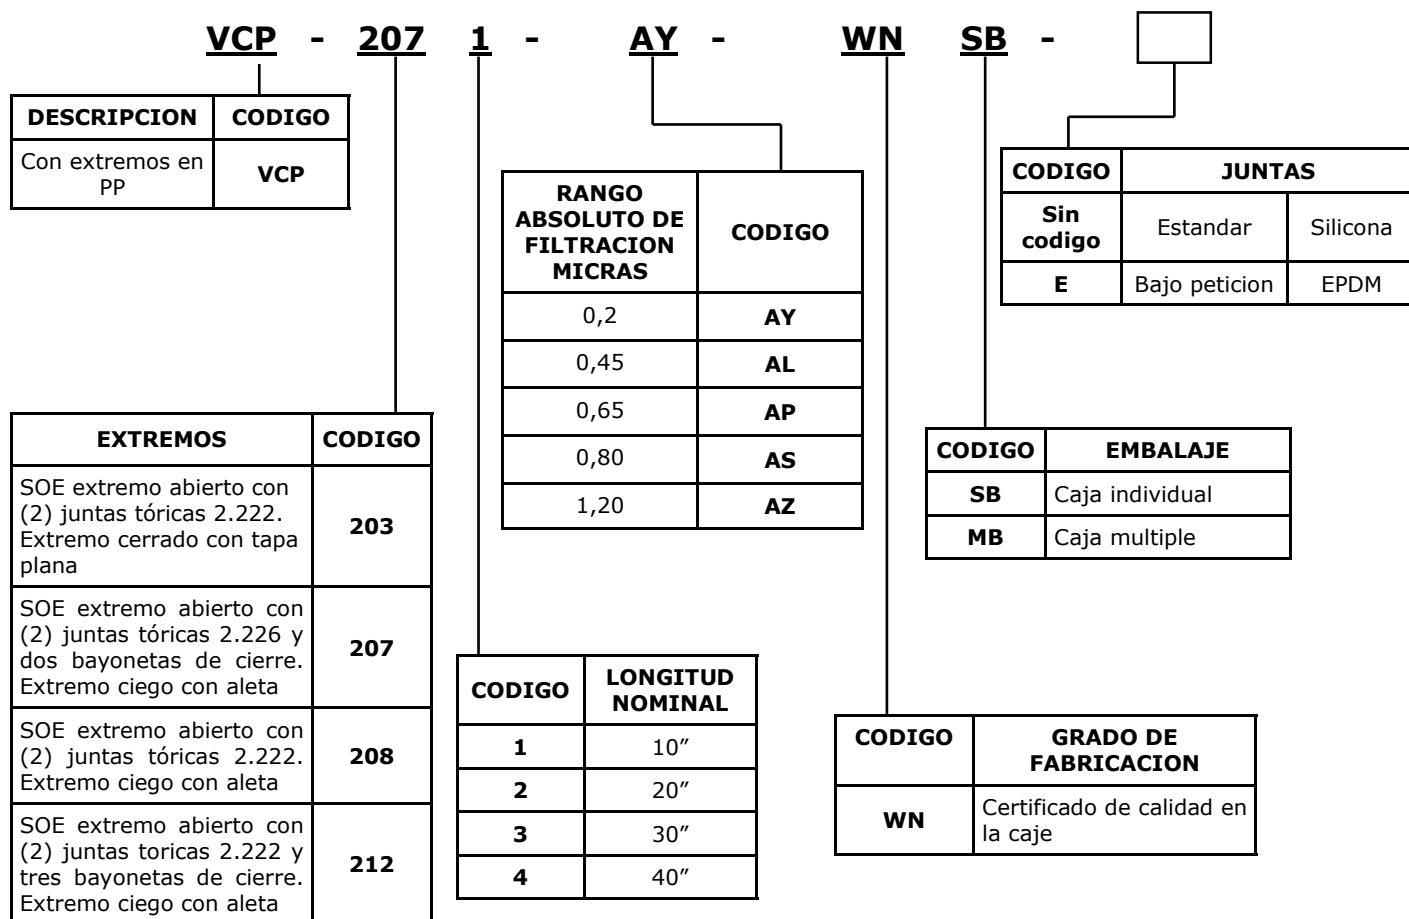 VCP - 207 1 - AY - WN SB -
DESCRIPCION CODIGO
Con extremos en
PP
VCP
RANGO
ABSOLUTO DE
FILTRACION
MICRAS
CODIGO
0,2 AY
0,45 AL
0,65 AP
0,80 AS
1,20 AZ
CODIGO JUNTAS
Sin
codigo
Estandar Silicona
E Bajo peticion EPDM
EXTREMOS CODIGO
SOE extremo abierto con
(2) juntas tóricas 2.222.
Extremo cerrado con tapa
plana
203
SOE extremo abierto con
(2) juntas tóricas 2.226 y
dos bayonetas de cierre.
Extremo ciego con aleta
207
SOE extremo abierto con
(2) juntas tóricas 2.222.
Extremo ciego con aleta
208
SOE extremo abierto con
(2) juntas toricas 2.222 y
tres bayonetas de cierre.
Extremo ciego con aleta
212
CODIGO EMBALAJE
SB Caja individual
MB Caja multiple
CODIGO LONGITUD
NOMINAL
1 10″
2 20″
3 30″
4 40″
CODIGO GRADO DE
FABRICACION
WN Certificado de calidad en
la caje